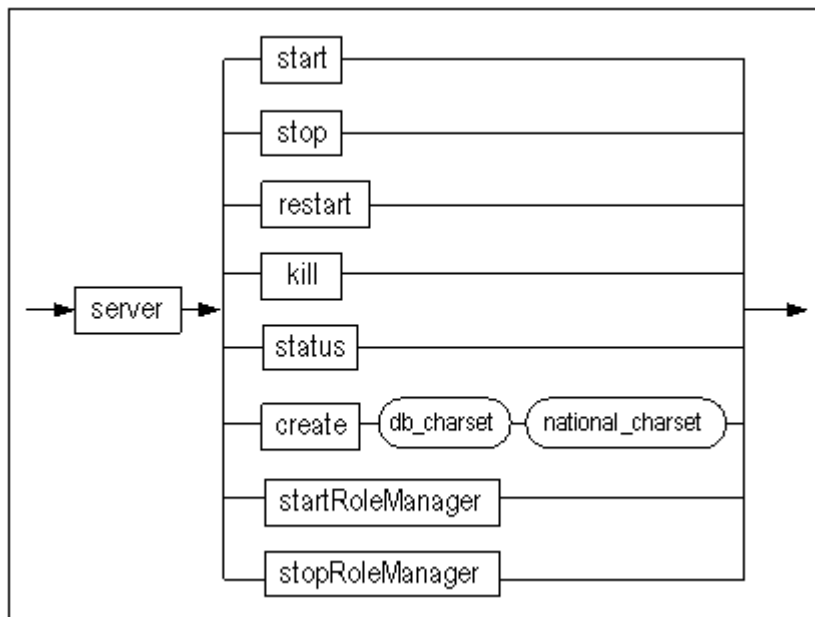 start
stop
restart
kill
server
status
create db_charset national_charset
startRoleManager
stopRoleManager